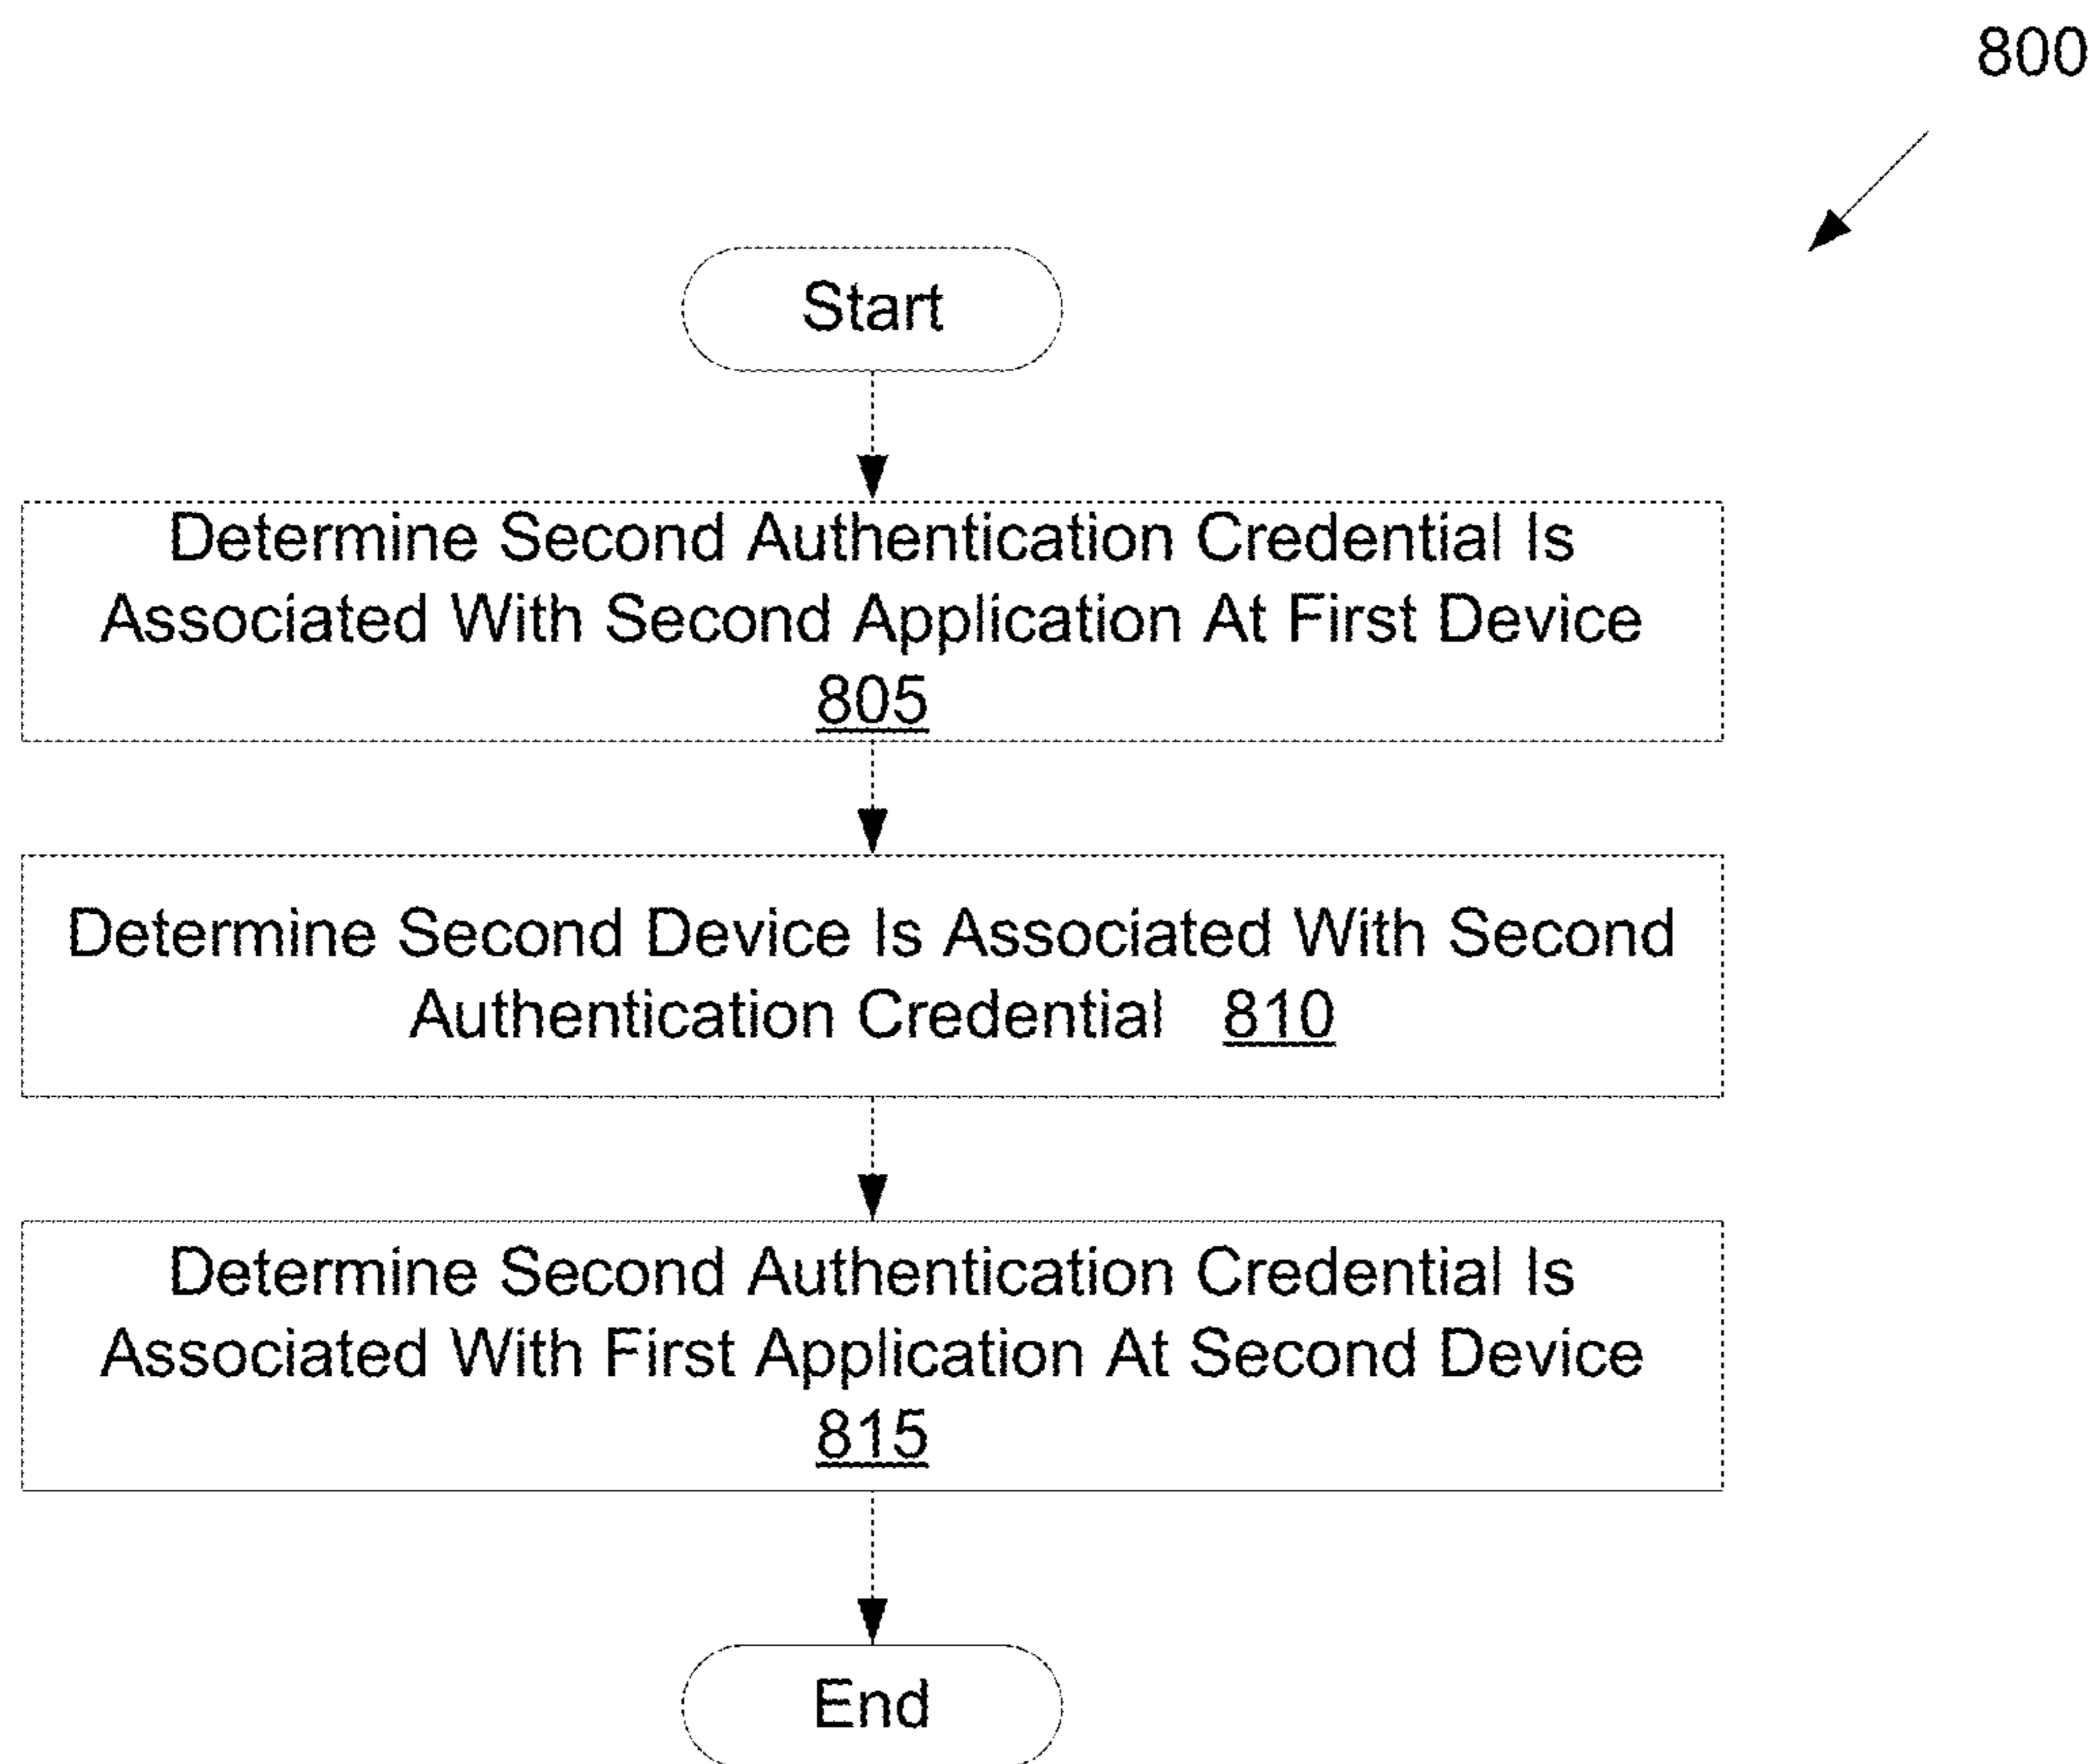 800
Start
Determine Second Authentication Credential Is
Associated With Second Application At First Device
805
Determine Second Device Is Associated With Second
Authentication Credential 810
Determine Second Authentication Credential Is
Associated With First Application At Second Device
815
End